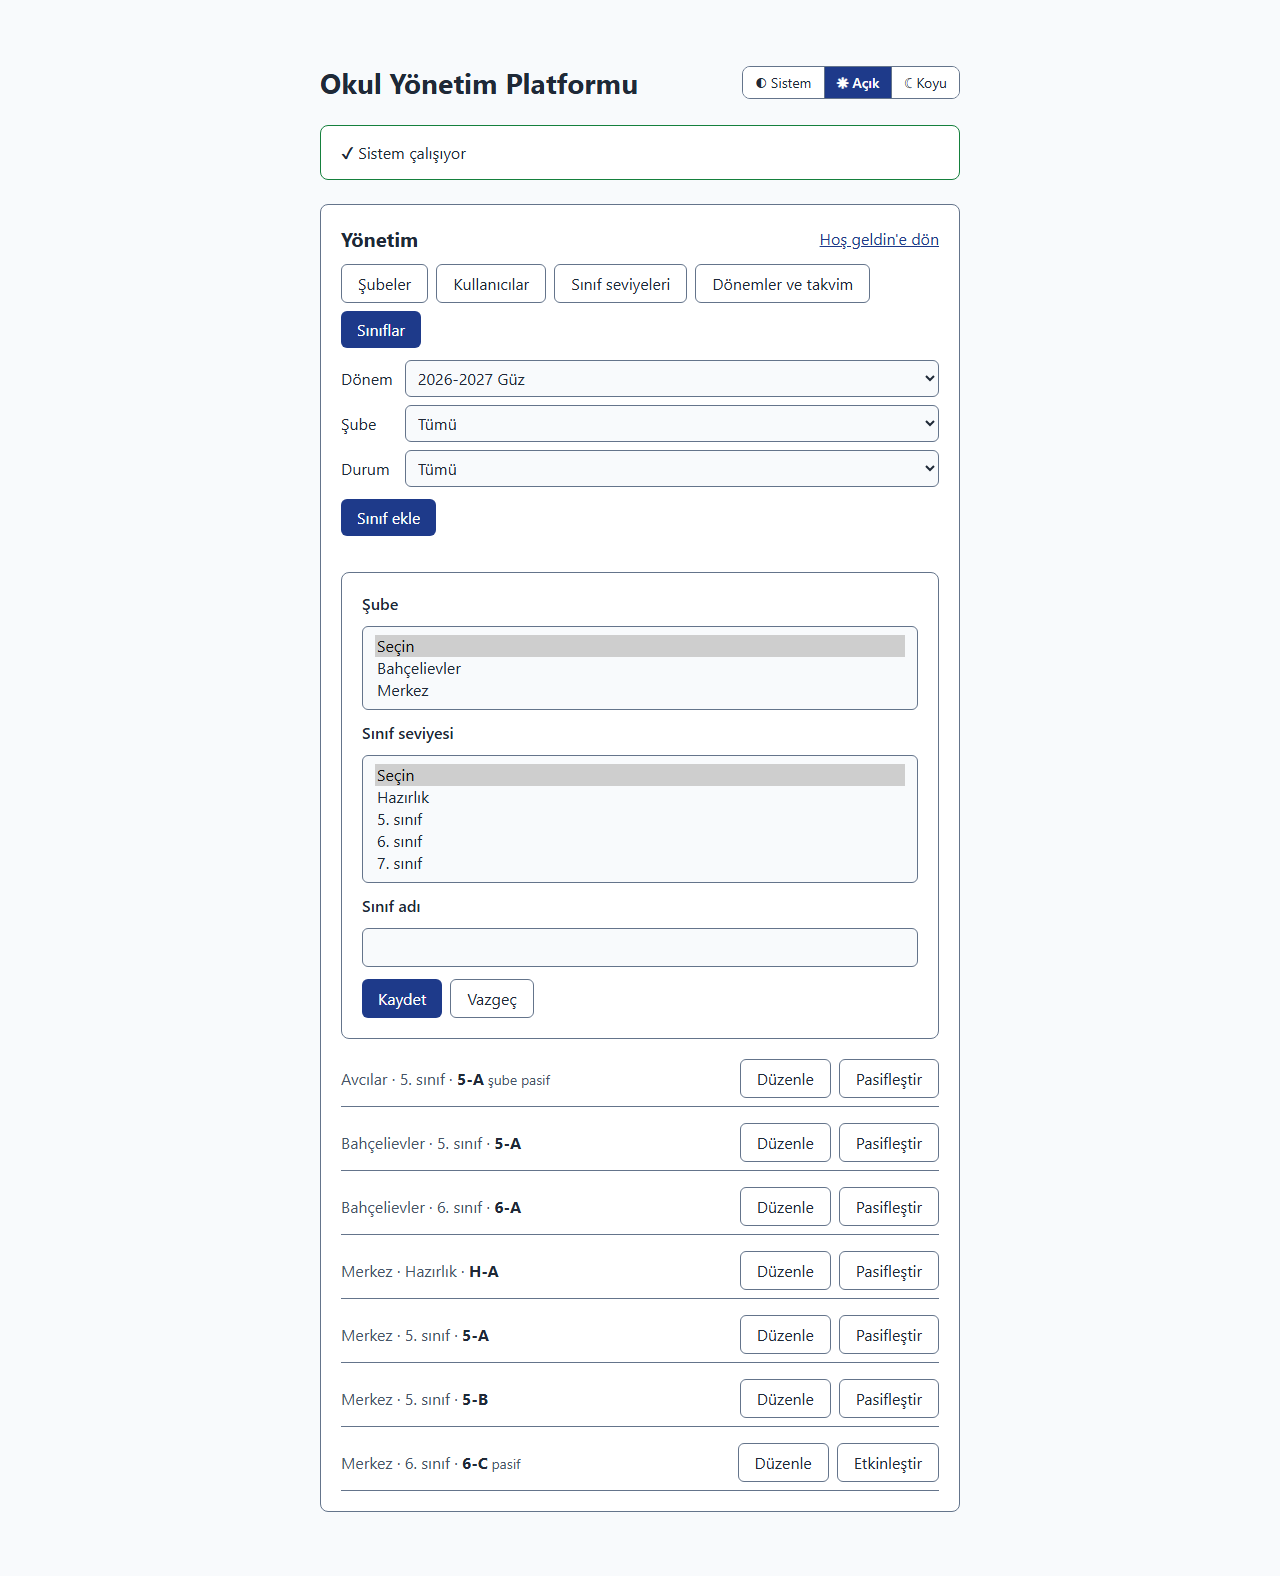 Okul Yönetim Platformu
◐ Sistem
❋ Açık
☾ Koyu
✓ Sistem çalışıyor
Yönetim
Hoş geldin'e dön
Şubeler
Kullanıcılar
Sınıf seviyeleri
Dönemler ve takvim
Sınıflar
Dönem 2026-2027 Güz
Şube Tümü
Durum Tümü
Sınıf ekle
Şube
Seçin
Bahçelievler
Merkez
Sınıf seviyesi
Seçin
Hazırlık
5. sınıf
6. sınıf
7. sınıf
Sınıf adı
Kaydet Vazgeç
Avcılar · 5. sınıf · 5-A şube pasif Düzenle Pasifleştir
Bahçelievler · 5. sınıf · 5-A Düzenle Pasifleştir
Bahçelievler · 6. sınıf · 6-A Düzenle Pasifleştir
Merkez · Hazırlık · H-A Düzenle Pasifleştir
Merkez · 5. sınıf · 5-A Düzenle Pasifleştir
Merkez · 5. sınıf · 5-B Düzenle Pasifleştir
Merkez · 6. sınıf · 6-C pasif Düzenle Etkinleştir